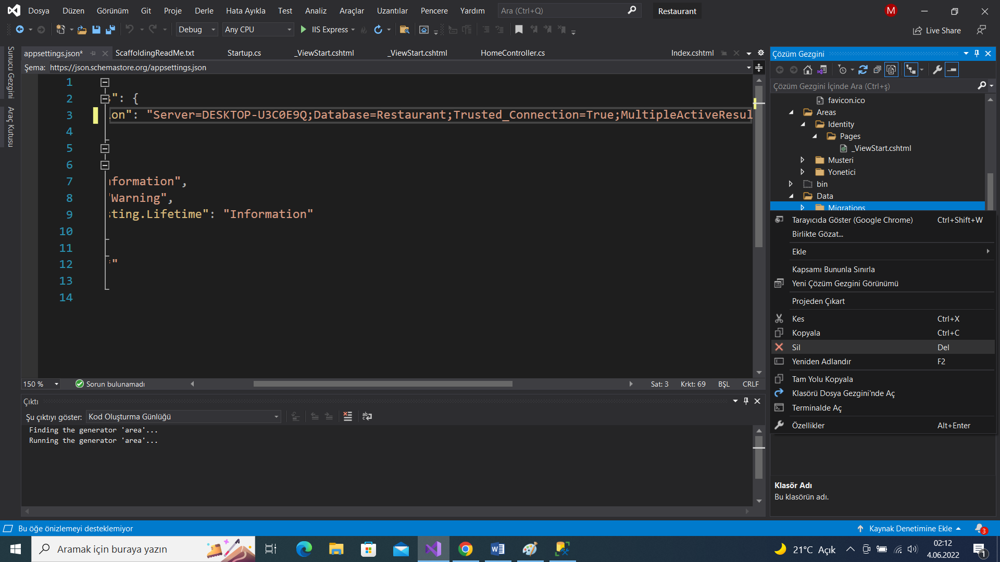 Dosya Düzen Görünüm Git Proje Derle Hata Ayıkla Test Analiz Araçlar Uzantılar Pencere Yardım Ara (Ctrl+Q) Restaurant M
Debug Any CPU IIS Express Live Share
Sunucu Gezgini
Araç Kutusu
appsettings.json* ScaffoldingReadMe.txt Startup.cs _ViewStart.cshtml _ViewStart.cshtml HomeController.cs Index.cshtml
Şema: https://json.schemastore.org/appsettings.json
1
2 s": {
3 ion": "Server=DESKTOP-U3C0E9Q;Database=Restaurant;Trusted_Connection=True;MultipleActiveResul
4
5
6
7 nformation",
8 "Warning",
9 sting.Lifetime": "Information"
10
11
12 *"
13
14
150 % Sorun bulunamadı Sat: 3 Krkt: 69 BŞL CRLF
Çıktı
Şu çıktıyı göster: Kod Oluşturma Günlüğü
Finding the generator 'area'...
Running the generator 'area'...
Çözüm Gezgini
Çözüm Gezgini İçinde Ara (Ctrl+ş)
favicon.ico
Areas
Identity
Pages
_ViewStart.cshtml
Musteri
Yonetici
bin
Data
Migrations
Tarayıcıda Göster (Google Chrome) Ctrl+Shift+W
Birlikte Gözat...
Ekle
Kapsamı Bununla Sınırla
Yeni Çözüm Gezgini Görünümü
Projeden Çıkart
Kes Ctrl+X
Kopyala Ctrl+C
Sil Del
Yeniden Adlandır F2
Tam Yolu Kopyala
Klasörü Dosya Gezgini'nde Aç
Terminalde Aç
Özellikler Alt+Enter
Klasör Adı
Bu klasörün adı.
Bu öğe önizlemeyi desteklemiyor Kaynak Denetimine Ekle 3
Aramak için buraya yazın 21°C Açık 02:12
4.06.2022 1